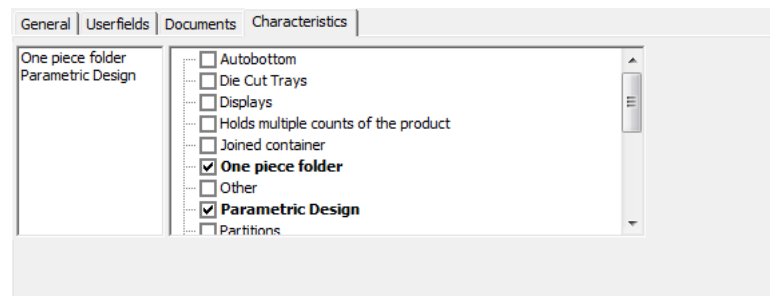 General Userfields Documents Characteristics
One piece folder
Parametric Design
Autobottom
Die Cut Trays
Displays
Holds multiple counts of the product
Joined container
One piece folder
Other
Parametric Design
Partitions